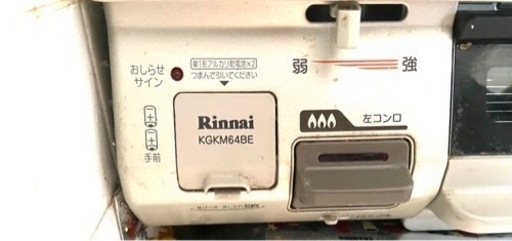 おしらせ
サイン
単1形アルカリ乾電池×2
つまんで引いてください
弱
強
Rinnai
KGKM64BE
左コンロ
手前